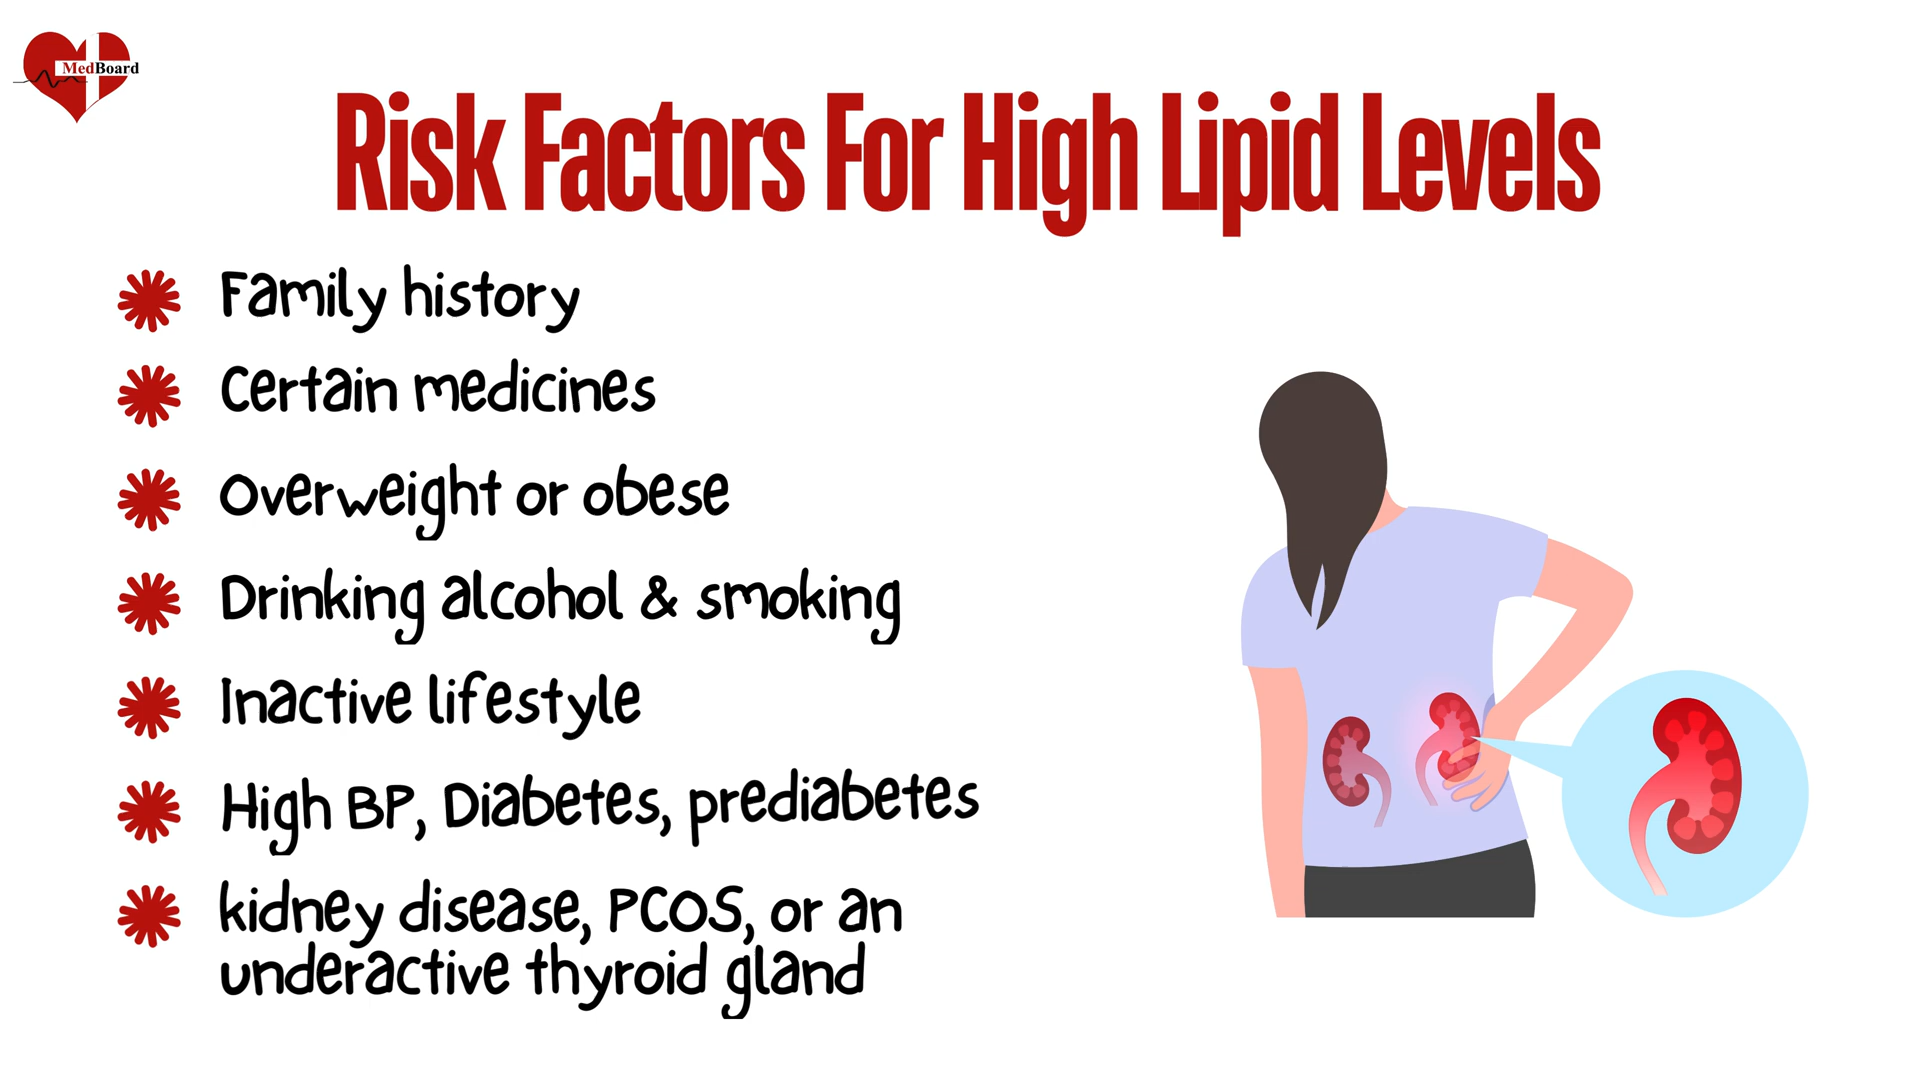 MedBoard
Risk Factors For High Lipid Levels
Family history
Certain medicines
Overweight or obese
Drinking alcohol & smoking
Inactive lifestyle
High BP, Diabetes, prediabetes
kidney disease, PCOS, or an
underactive thyroid gland